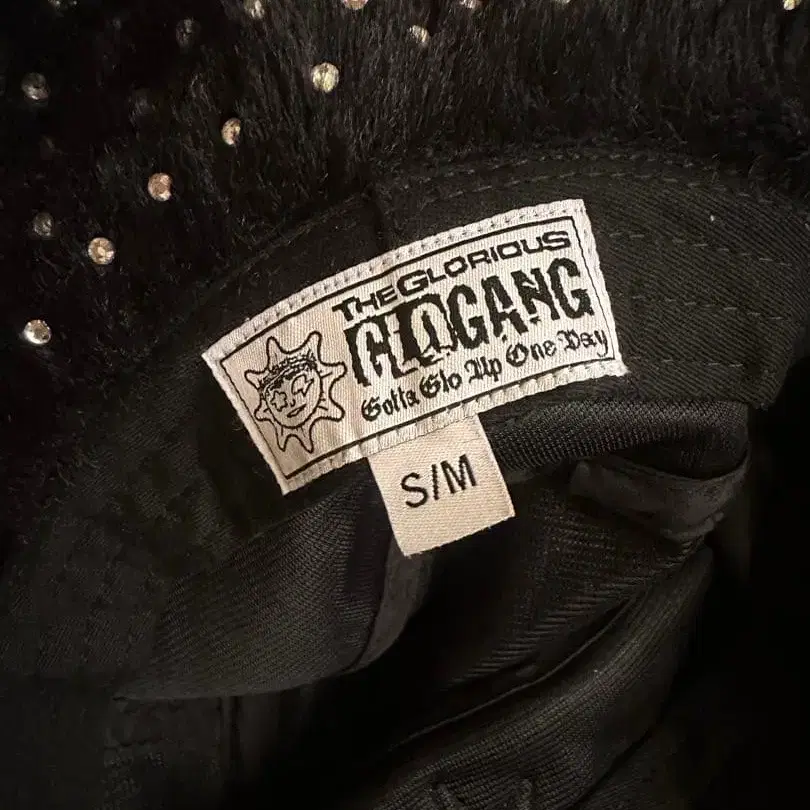 THE GLORIOUS
GLOGANG
Gotta Glo Up One Day
S/M